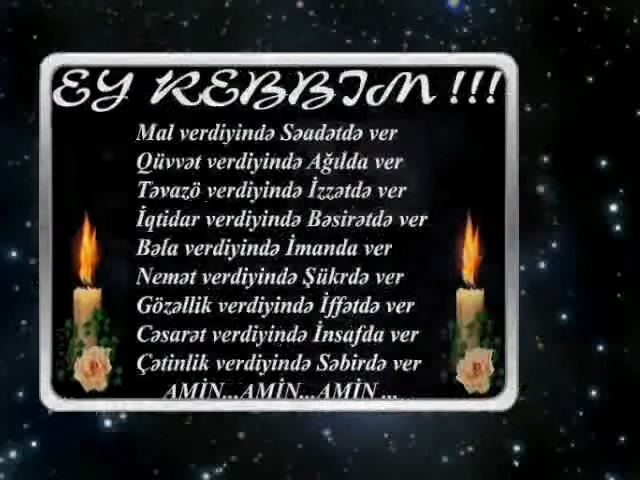 EY REBBIM !!!
Mal verdiyində Səadətdə ver
Qüvvət verdiyində Ağılda ver
Təvazö verdiyində İzzətdə ver
İqtidar verdiyində Bəsirətdə ver
Bəla verdiyində İmanda ver
Nemət verdiyində Şükrdə ver
Gözəllik verdiyində İffətdə ver
Cəsarət verdiyində İnsafda ver
Çətinlik verdiyində Səbirdə ver
AMİN...AMİN...AMİN ...